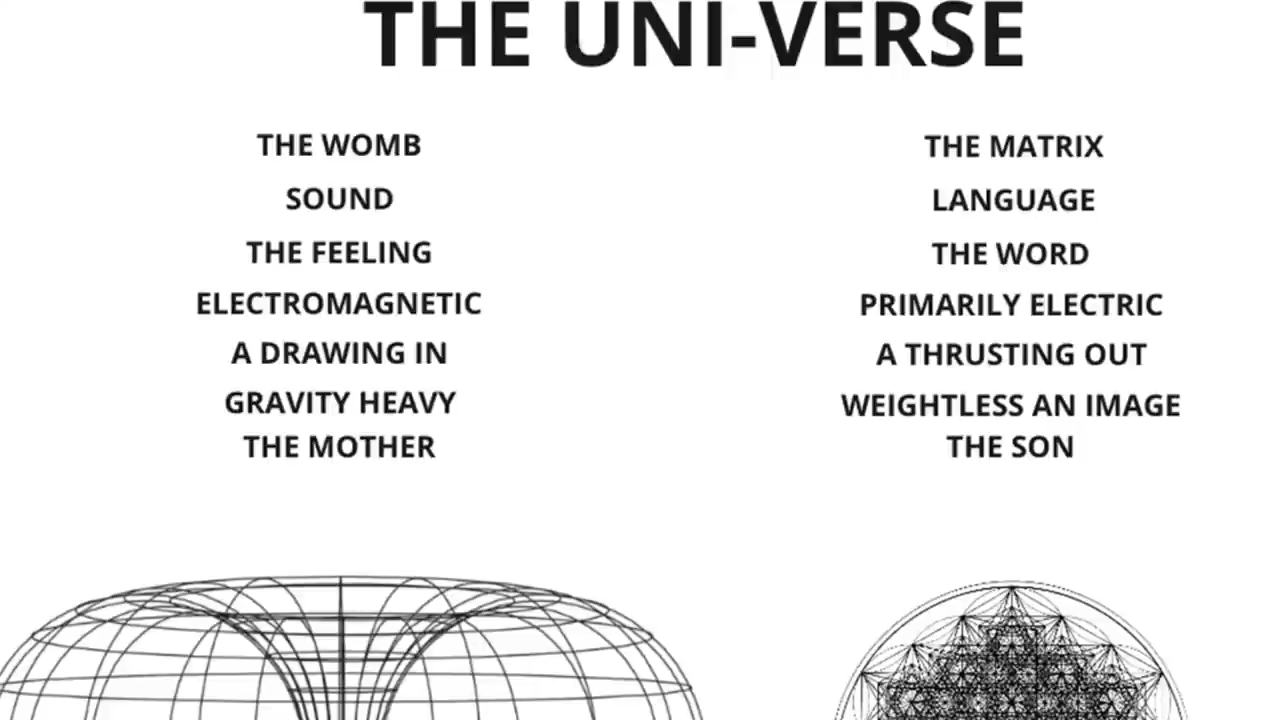 THE UNI-VERSE
THE WOMB
SOUND
THE FEELING
ELECTROMAGNETIC
A DRAWING IN
GRAVITY HEAVY
THE MOTHER
THE MATRIX
LANGUAGE
THE WORD
PRIMARILY ELECTRIC
A THRUSTING OUT
WEIGHTLESS AN IMAGE
THE SON